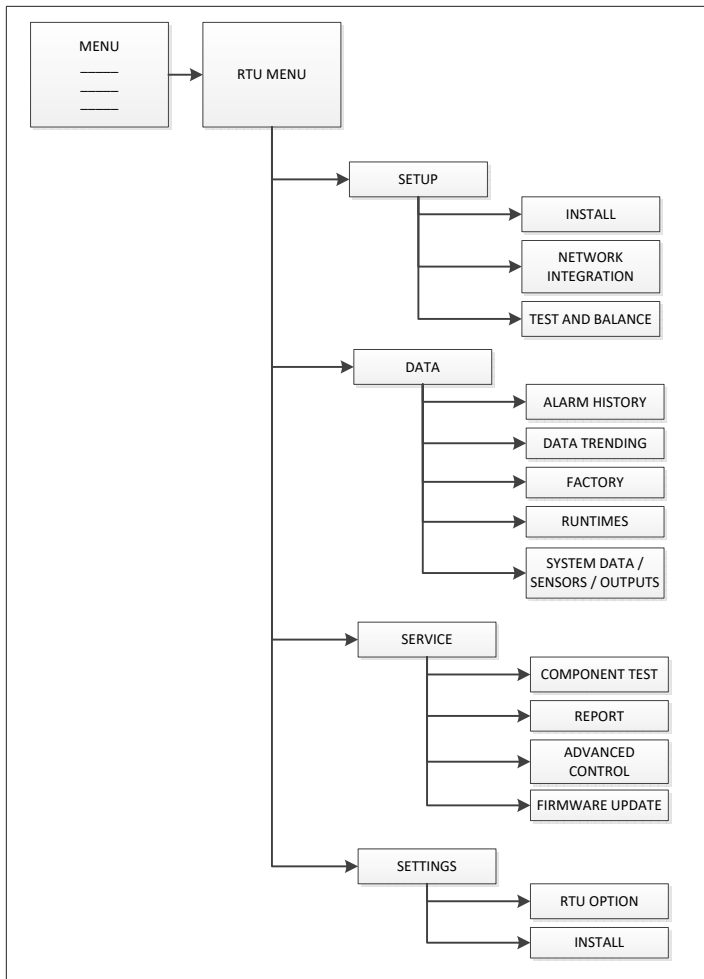 MENU
RTU MENU
SETUP
INSTALL
NETWORK
INTEGRATION
TEST AND BALANCE
DATA
ALARM HISTORY
DATA TRENDING
FACTORY
RUNTIMES
SYSTEM DATA /
SENSORS / OUTPUTS
SERVICE
COMPONENT TEST
REPORT
ADVANCED
CONTROL
FIRMWARE UPDATE
SETTINGS
RTU OPTION
INSTALL